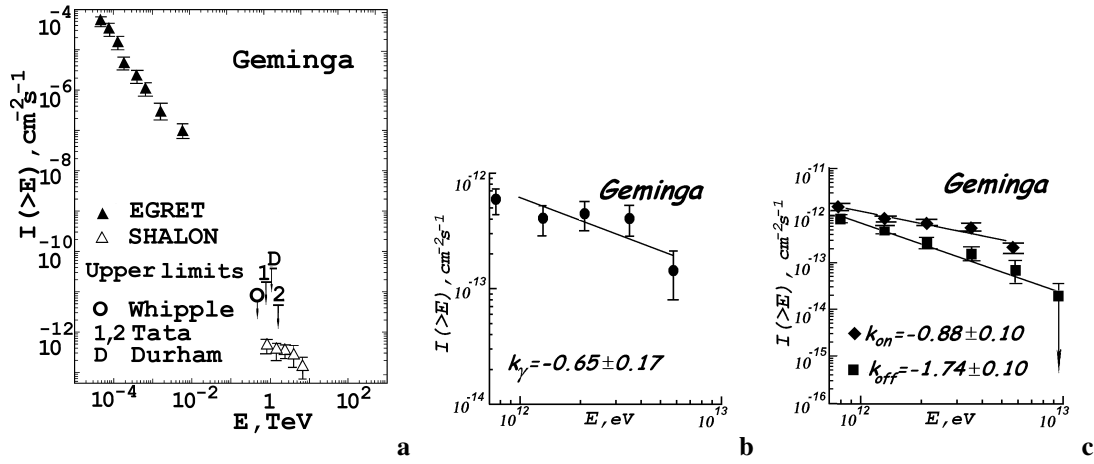 10^-4
10^-6
10^-8
10^-10
10^-12
I(>E), cm^-2s^-1
Geminga
▲ EGRET
△ SHALON
Upper limits
1
D
2
O Whipple
1,2 Tata
D Durham
10^-4
10^-2
1
10^2
E,TeV
a
10^-12
10^-13
10^-14
I(>E), cm^-2s^-1
Geminga
kγ=-0.65±0.17
10^12
10^13
E,eV
b
10^-11
10^-12
10^-13
10^-14
10^-15
10^-16
I(>E), cm^-2s^-1
Geminga
k_on=-0.88±0.10
k_off=-1.74±0.10
10^12
10^13
E,eV
c